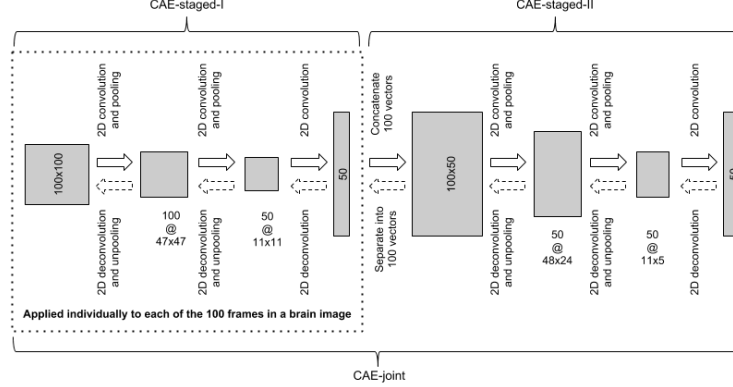 CAE-staged-I
CAE-staged-II
2D convolution
and pooling
2D convolution
and pooling
2D convolution
Concatenate
100 vectors
2D convolution
and pooling
2D convolution
and pooling
2D convolution
100x100
50
100x50
100
@
47x47
50
@
11x11
50
@
48x24
50
@
11x5
2D deconvolution
and unpooling
2D deconvolution
and unpooling
2D deconvolution
Separate into
100 vectors
2D deconvolution
and unpooling
2D deconvolution
and unpooling
2D deconvolution
Applied individually to each of the 100 frames in a brain image
CAE-joint